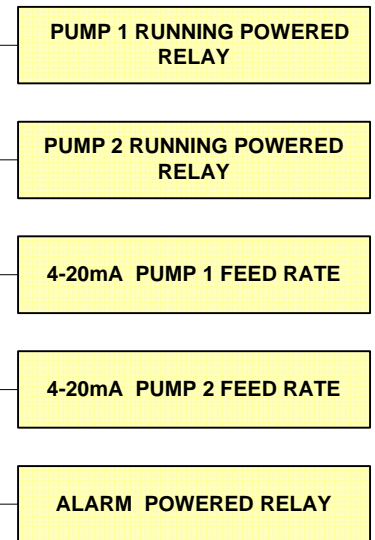 PUMP 1 RUNNING POWERED
RELAY
PUMP 2 RUNNING POWERED
RELAY
4-20mA PUMP 1 FEED RATE
4-20mA PUMP 2 FEED RATE
ALARM POWERED RELAY